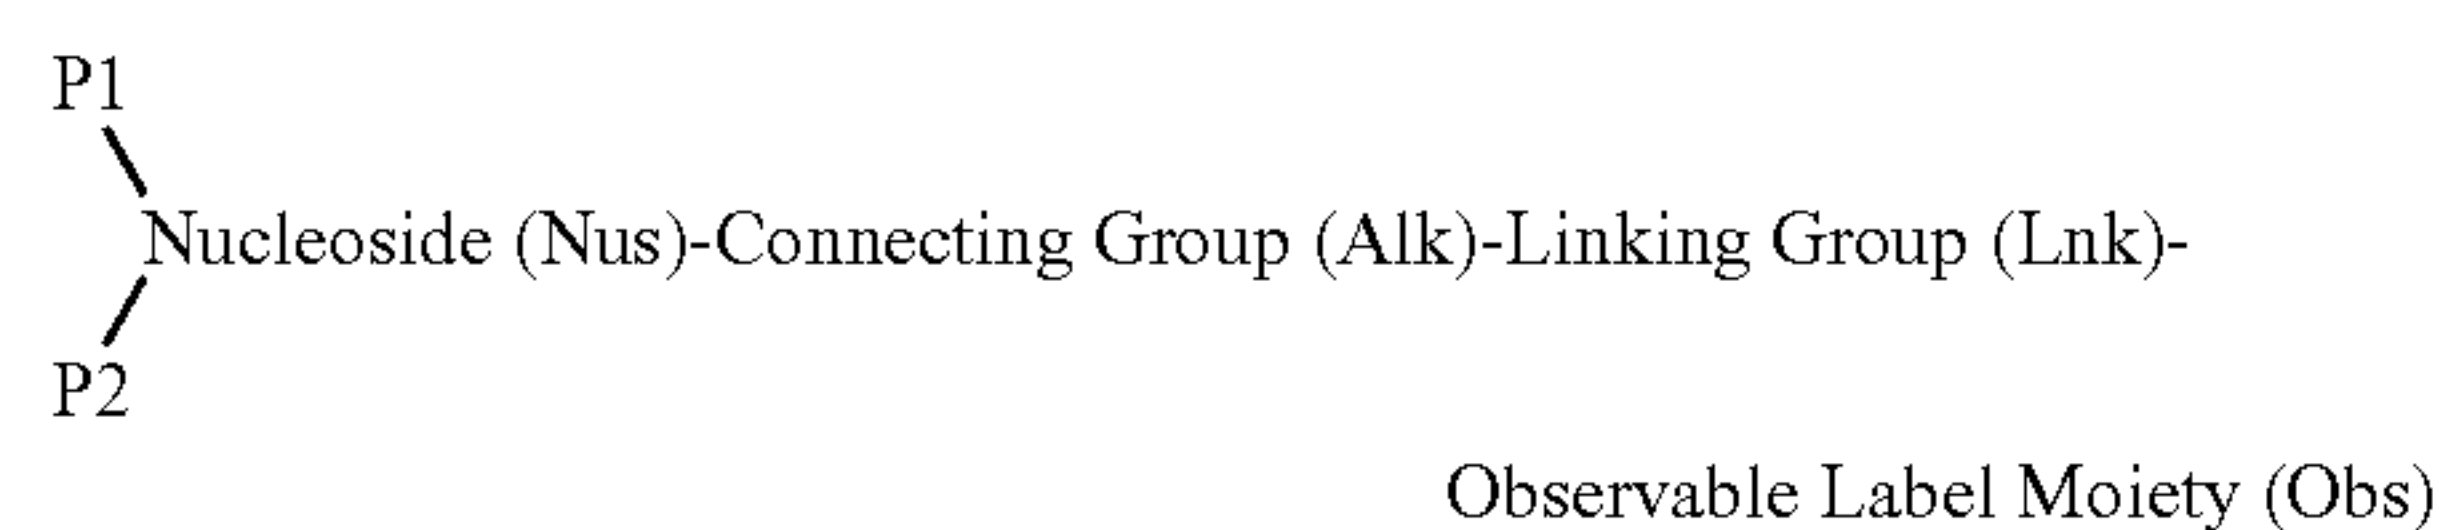 P1
Nucleoside (Nus)-Connecting Group (Alk)-Linking Group (Lnk)-
P2
Observable Label Moiety (Obs)